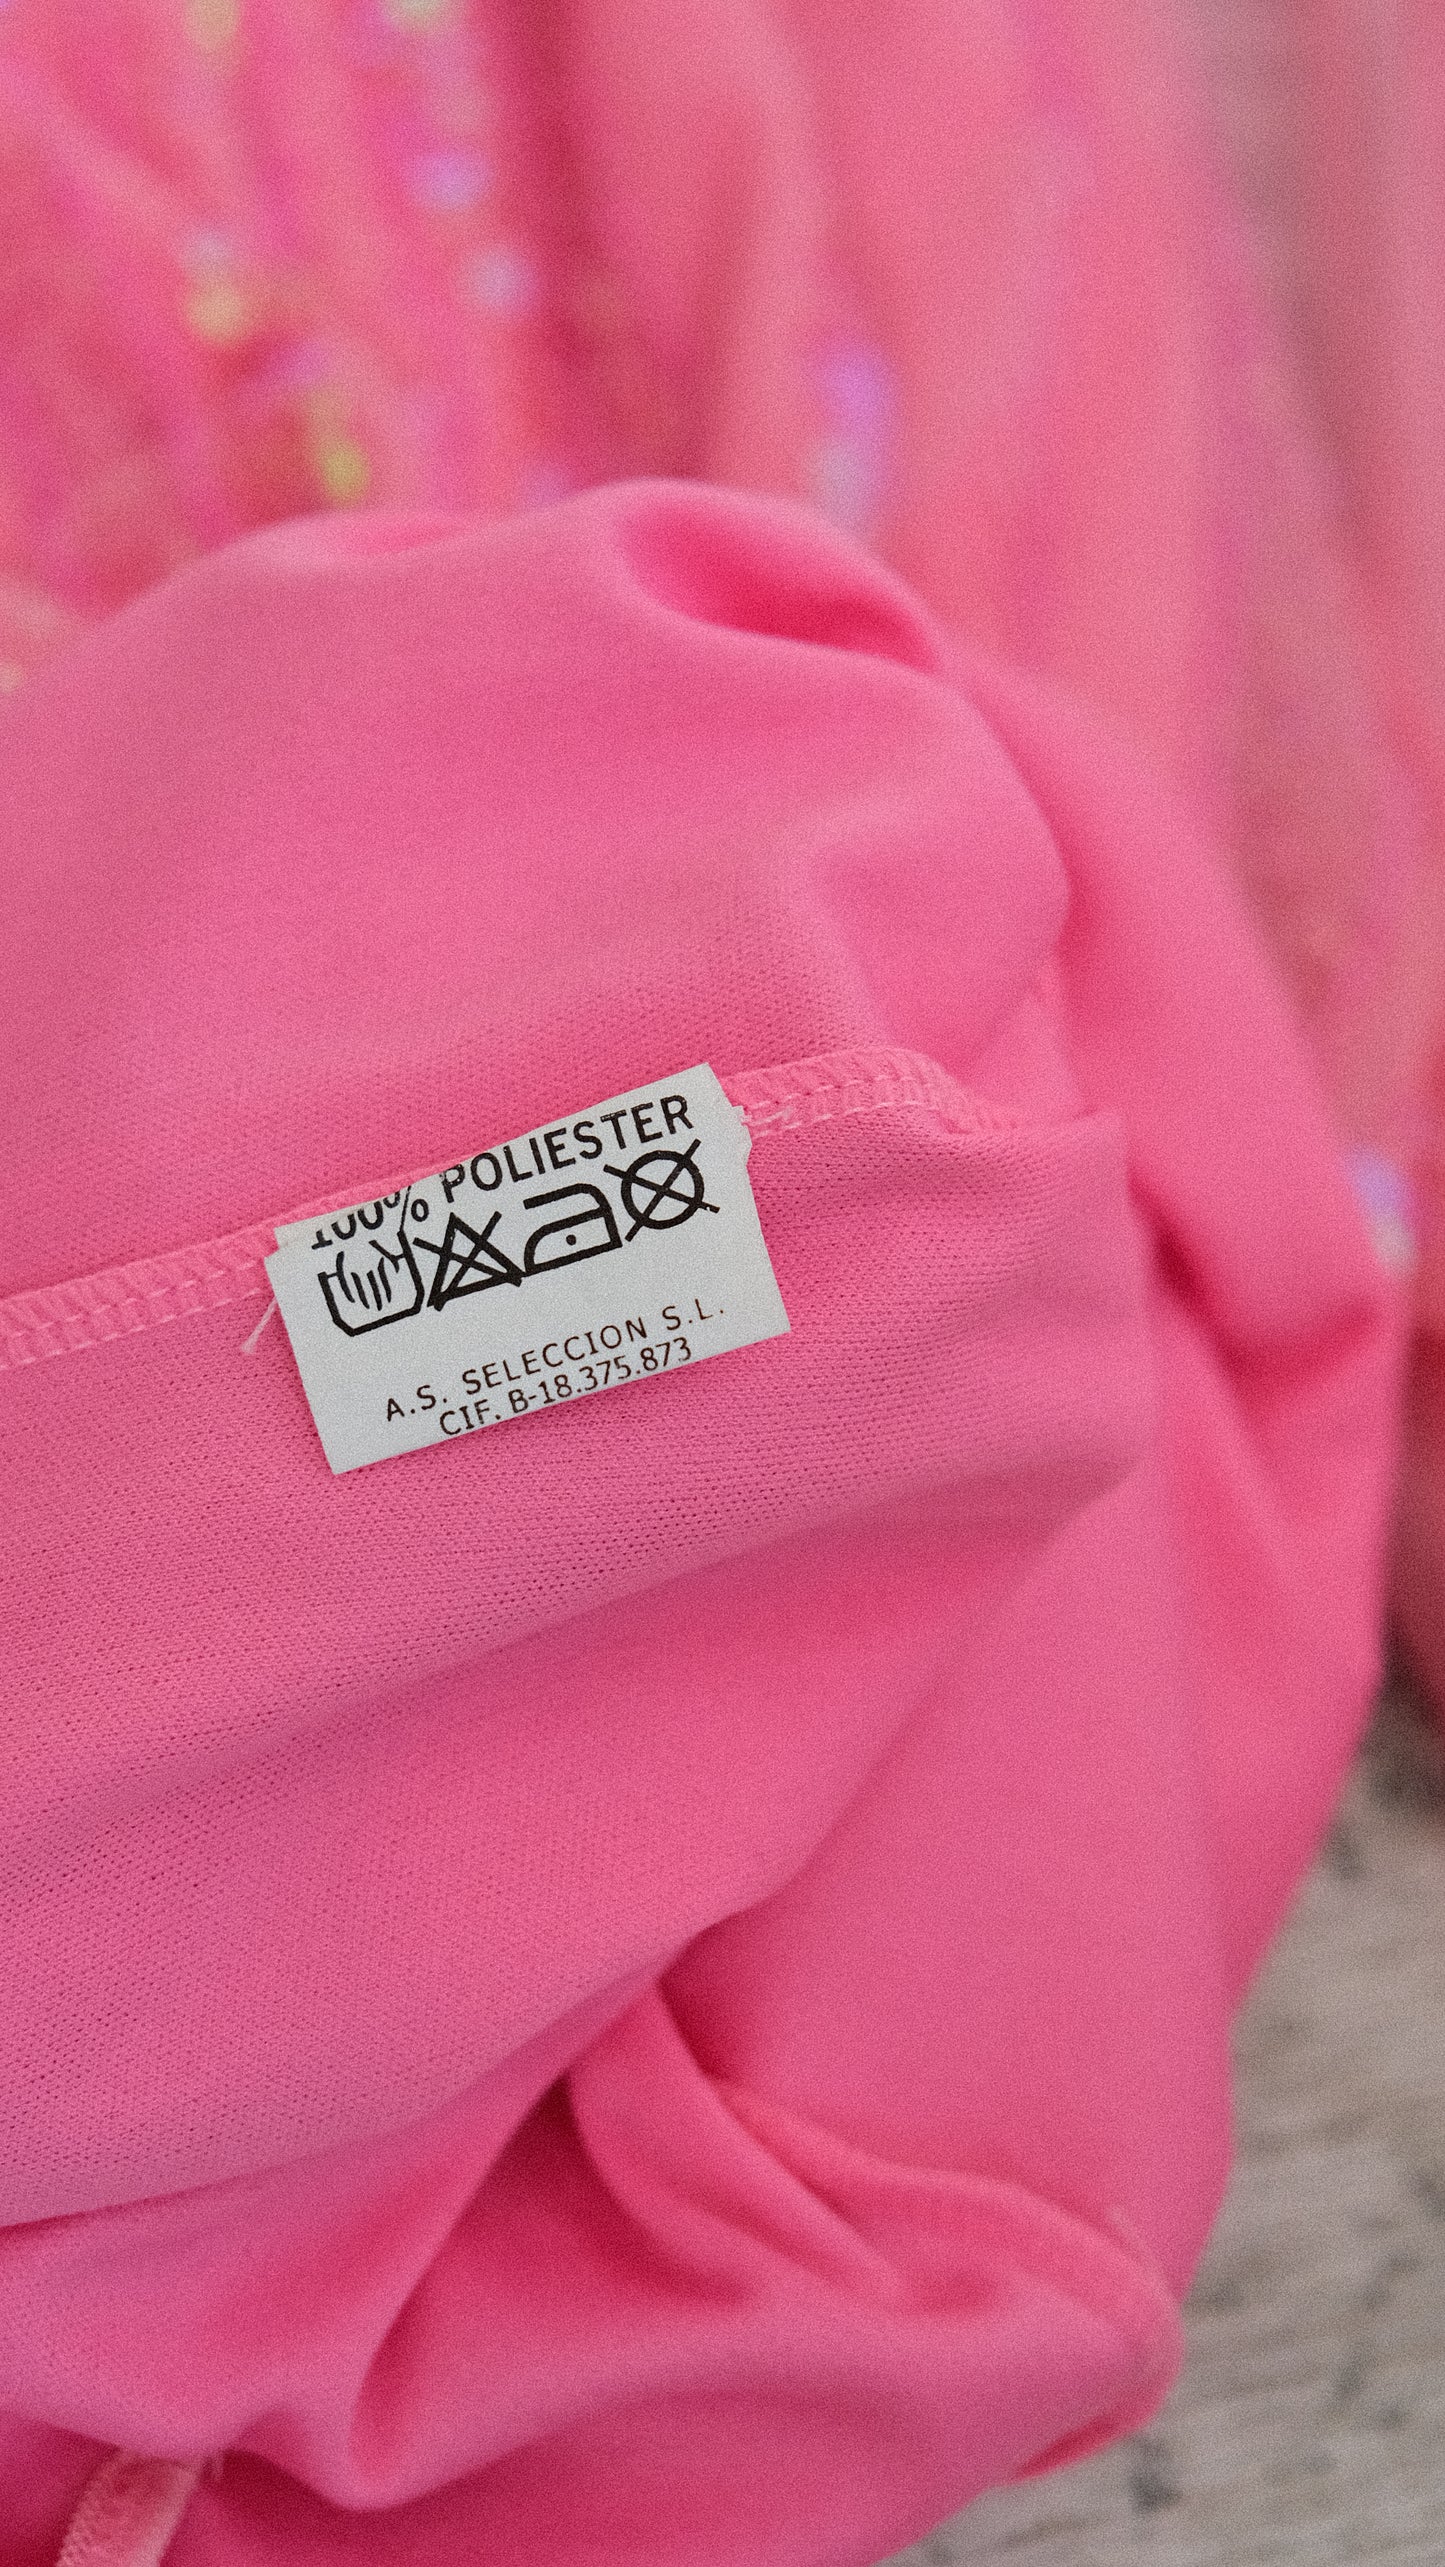 100% POLIESTER
A.S. SELECCION S.L.
CIF. B-18.375.873